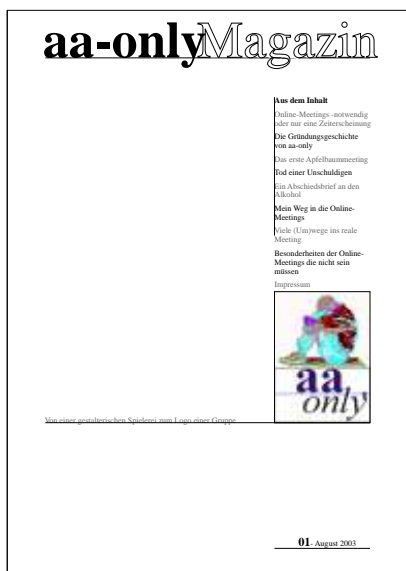 aa-onlyMagazin
Aus dem Inhalt
Online-Meetings -notwendig
oder nur eine Zeiterscheinung
Die Gründungsgeschichte
von aa-only
Das erste Apfelbaummeeting
Tod einer Unschuldigen
Ein Abschiedsbrief an den
Alkohol
Mein Weg in die Online-
Meetings
Viele (Um)wege ins reale
Meeting
Besonderheiten der Online-
Meetings die nicht sein
müssen
Impressum
aa
only
Von einer gestalterischen Spielerei zum Logo einer Gruppe
01- August 2003